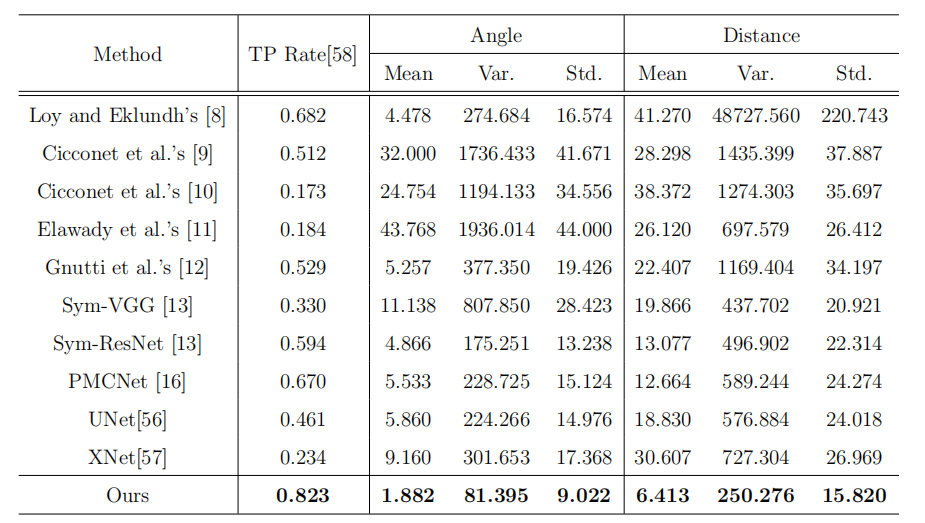 Method TP Rate[58] Angle Distance
Mean Var. Std. Mean Var. Std.
Loy and Eklundh's [8] 0.682 4.478 274.684 16.574 41.270 48727.560 220.743
Cicconet et al.'s [9] 0.512 32.000 1736.433 41.671 28.298 1435.399 37.887
Cicconet et al.'s [10] 0.173 24.754 1194.133 34.556 38.372 1274.303 35.697
Elawady et al.'s [11] 0.184 43.768 1936.014 44.000 26.120 697.579 26.412
Gnutti et al.'s [12] 0.529 5.257 377.350 19.426 22.407 1169.404 34.197
Sym-VGG [13] 0.330 11.138 807.850 28.423 19.866 437.702 20.921
Sym-ResNet [13] 0.594 4.866 175.251 13.238 13.077 496.902 22.314
PMCNet [16] 0.670 5.533 228.725 15.124 12.664 589.244 24.274
UNet[56] 0.461 5.860 224.266 14.976 18.830 576.884 24.018
XNet[57] 0.234 9.160 301.653 17.368 30.607 727.304 26.969
Ours 0.823 1.882 81.395 9.022 6.413 250.276 15.820